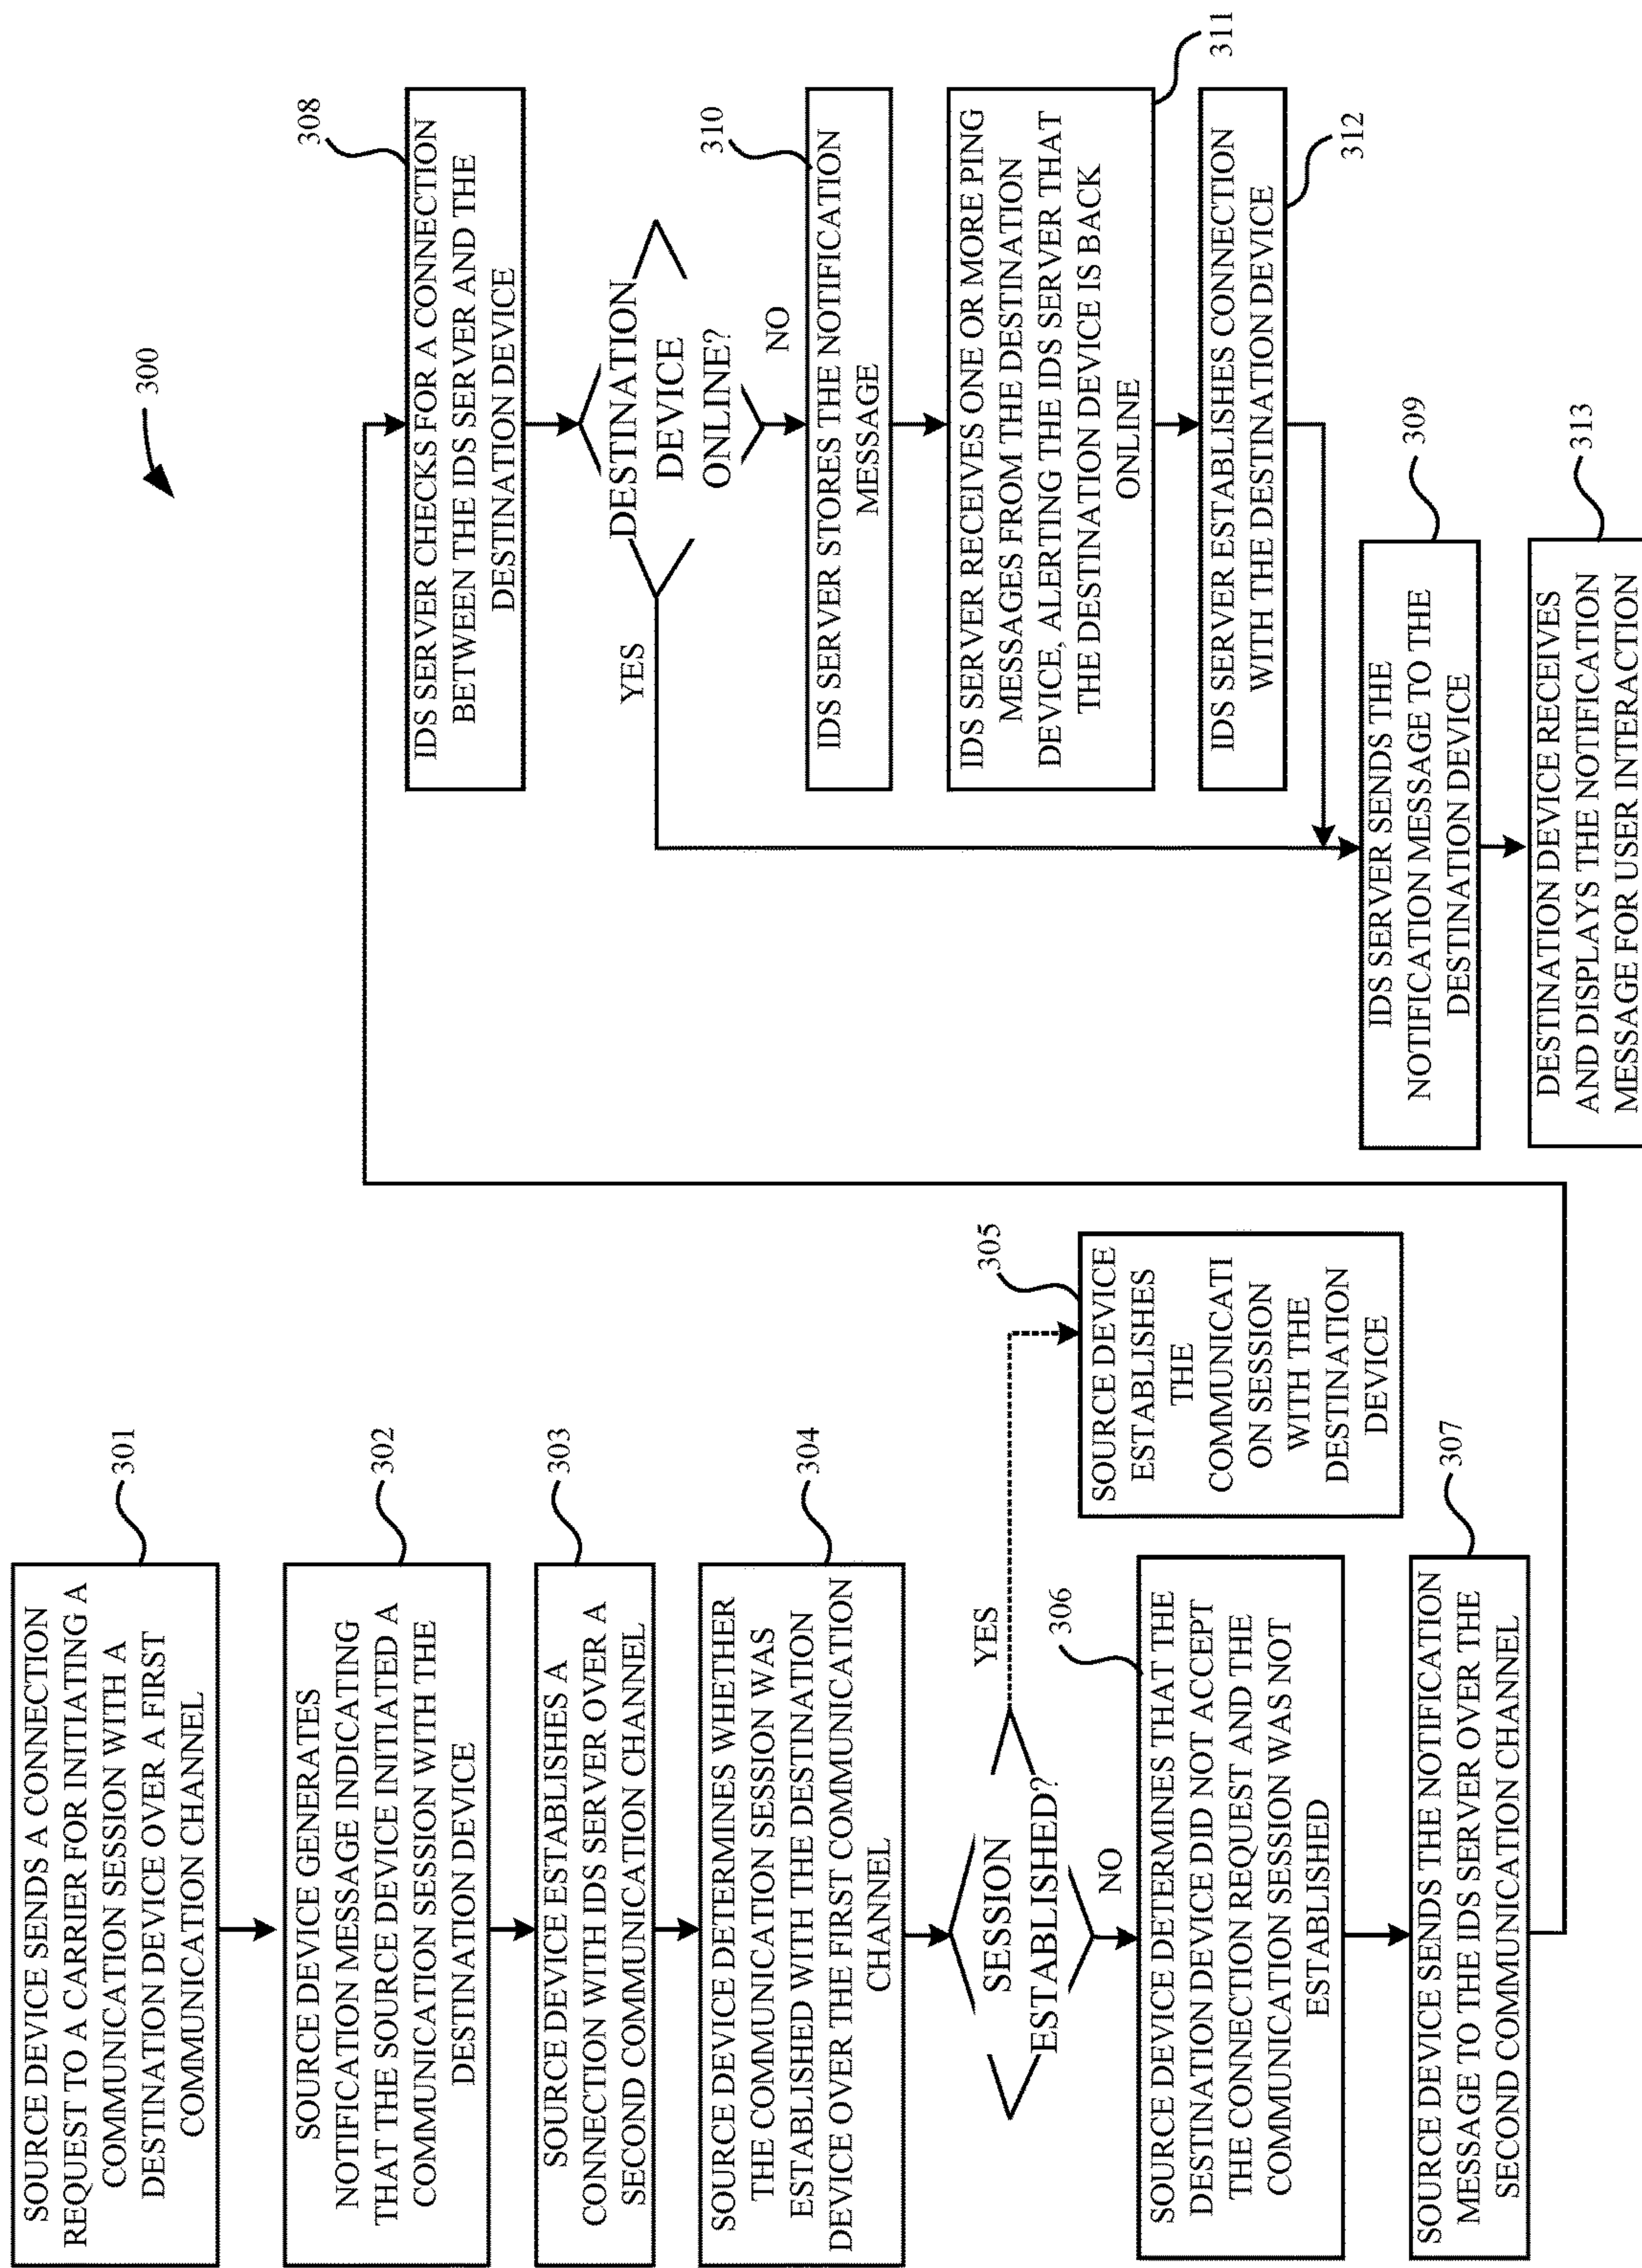 300
SOURCE DEVICE SENDS A CONNECTION
REQUEST TO A CARRIER FOR INITIATING A
COMMUNICATION SESSION WITH A
DESTINATION DEVICE OVER A FIRST
COMMUNICATION CHANNEL
301
SOURCE DEVICE GENERATES
NOTIFICATION MESSAGE INDICATING
THAT THE SOURCE DEVICE INITIATED A
COMMUNICATION SESSION WITH THE
DESTINATION DEVICE
302
SOURCE DEVICE ESTABLISHES A
CONNECTION WITH IDS SERVER OVER A
SECOND COMMUNICATION CHANNEL
303
SOURCE DEVICE DETERMINES WHETHER
THE COMMUNICATION SESSION WAS
ESTABLISHED WITH THE DESTINATION
DEVICE OVER THE FIRST COMMUNICATION
CHANNEL
304
SESSION
ESTABLISHED?
YES
SOURCE DEVICE
ESTABLISHES
THE
COMMUNICATI
ON SESSION
WITH THE
DESTINATION
DEVICE
305
NO
306
SOURCE DEVICE DETERMINES THAT THE
DESTINATION DEVICE DID NOT ACCEPT
THE CONNECTION REQUEST AND THE
COMMUNICATION SESSION WAS NOT
ESTABLISHED
SOURCE DEVICE SENDS THE NOTIFICATION
MESSAGE TO THE IDS SERVER OVER THE
SECOND COMMUNICATION CHANNEL
307
308
IDS SERVER CHECKS FOR A CONNECTION
BETWEEN THE IDS SERVER AND THE
DESTINATION DEVICE
DESTINATION
DEVICE
ONLINE?
YES
NO
310
IDS SERVER STORES THE NOTIFICATION
MESSAGE
IDS SERVER RECEIVES ONE OR MORE PING
MESSAGES FROM THE DESTINATION
DEVICE, ALERTING THE IDS SERVER THAT
THE DESTINATION DEVICE IS BACK
ONLINE
311
IDS SERVER ESTABLISHES CONNECTION
WITH THE DESTINATION DEVICE
312
IDS SERVER SENDS THE
NOTIFICATION MESSAGE TO THE
DESTINATION DEVICE
309
DESTINATION DEVICE RECEIVES
AND DISPLAYS THE NOTIFICATION
MESSAGE FOR USER INTERACTION
313